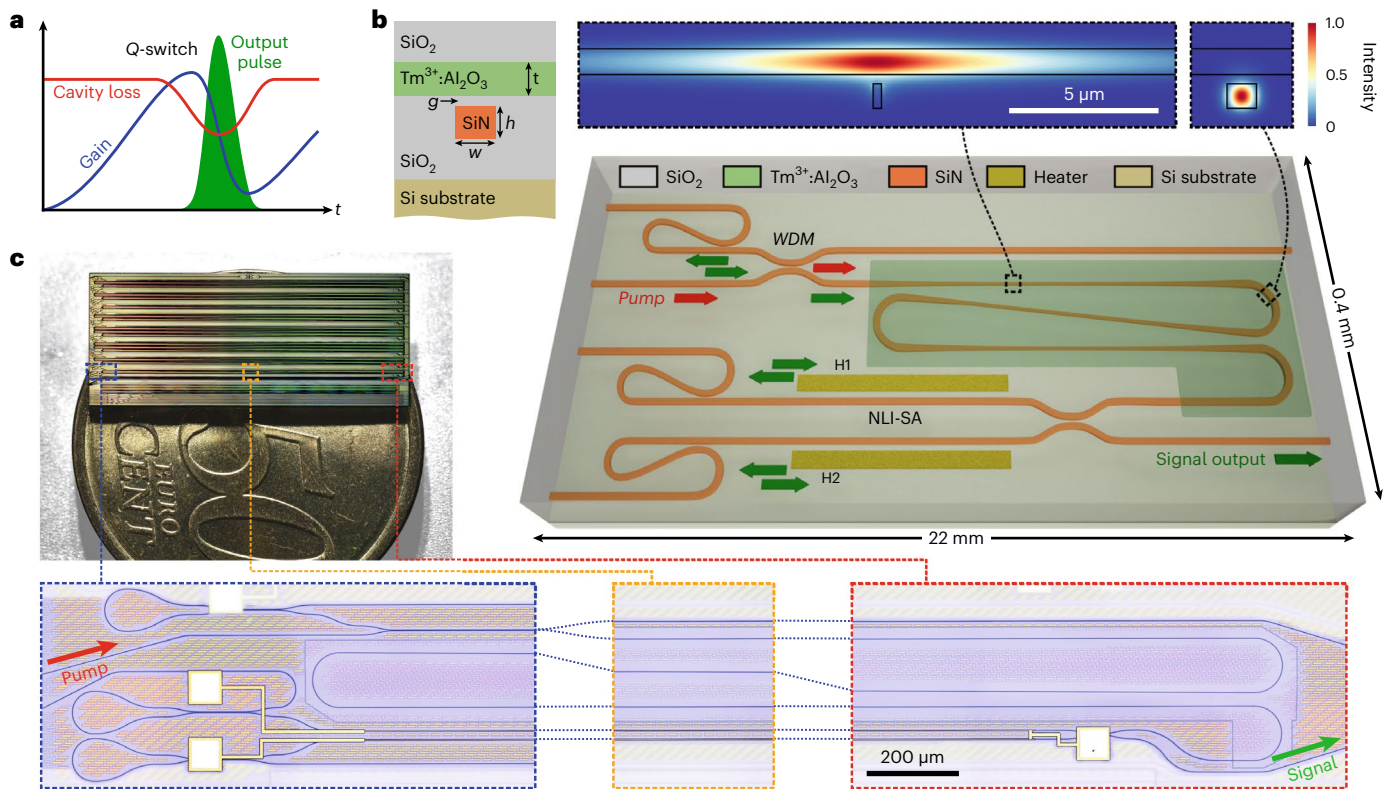 a
Q-switch
Output
pulse
Cavity loss
Gain
t
b
SiO2
Tm3+:Al2O3
t
g
SiN
h
w
SiO2
Si substrate
5 μm
1.0
0.5
0
Intensity
SiO2
Tm3+:Al2O3
SiN
Heater
Si substrate
WDM
Pump
H1
NLI-SA
H2
Signal output
0.4 mm
22 mm
c
50
EURO
CENT
Pump
200 μm
Signal